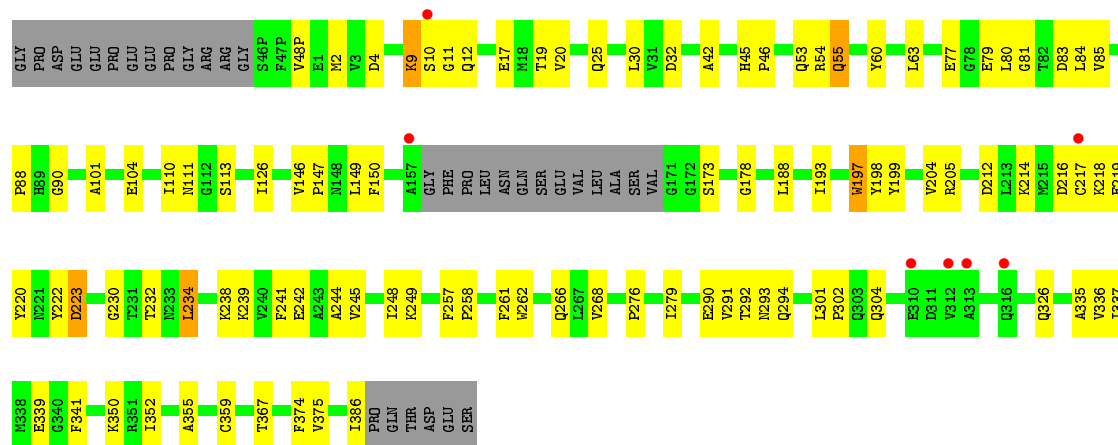 GLY PRO ASP GLU GLU PRO GLU GLU PRO GLY ARG ARG GLY S46P F47P V48P E1 M2 V3 D4 K9 S10 G11 Q12 E17 M18 T19 V20 Q25 L30 V31 D32 A42 H45 P46 Q53 R54 Q55 Y60 L63 E77 G78 E79 L80 G81 T82 D83 L84 V85
P88 H89 G90 A101 E104 I110 N111 G112 S113 I126 V146 P147 N148 L149 F150 A157 GLY PHE PRO LEU ASN GLN SER GLU VAL LEU ALA SER VAL G171 G172 S173 G178 L188 I193 W197 Y198 Y199 V204 R205 D212 L213 K214 M215 D216 C217 K218
Y220 N221 Y222 D223 G230 T231 T232 N233 L234 K238 K239 V240 F241 E242 A243 A244 V245 I248 K249 F257 P258 F261 W262 Q266 L267 V268 P276 I279 E290 V291 T292 N293 Q294 L301 P302 Q303 Q304 E310 D311 V312 A313 Q316 Q326 A335 V336 I337
M338 E339 G340 F341 K350 R351 I352 A355 C359 T367 F374 V375 I386 PRO GLN THR ASP GLU SER